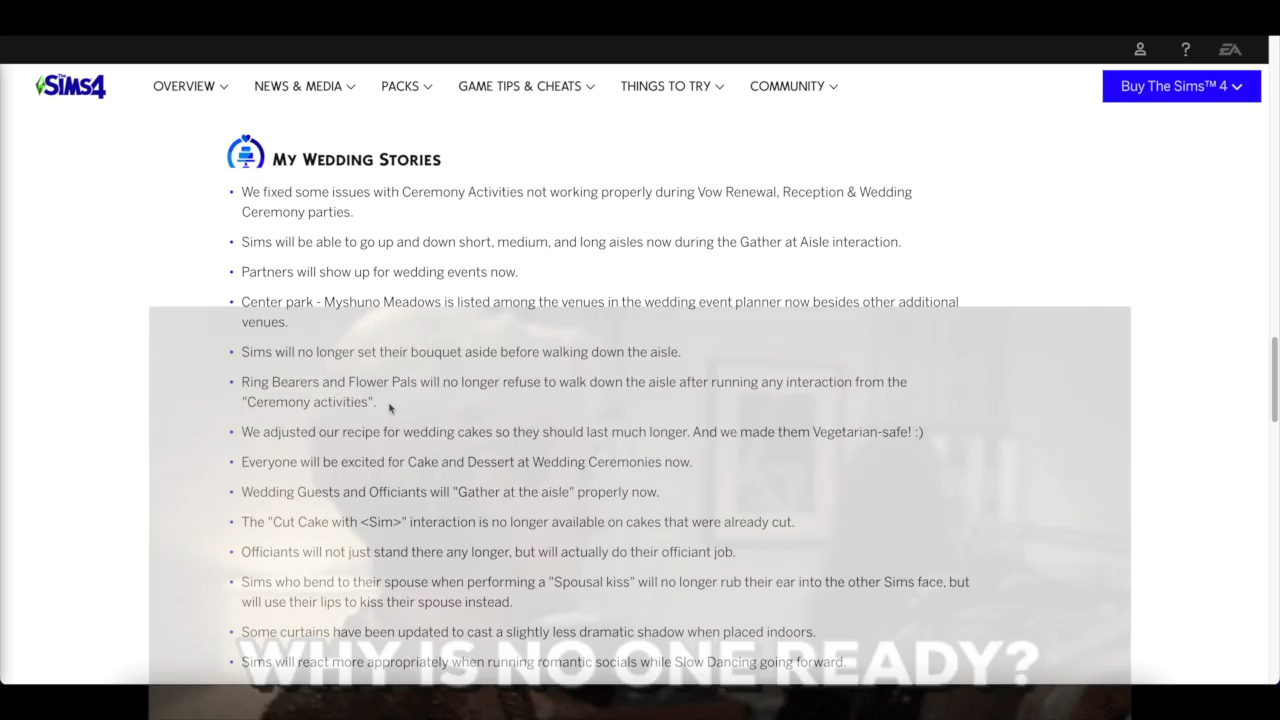 EA
The SiMS4
OVERVIEW
NEWS & MEDIA
PACKS
GAME TIPS & CHEATS
THINGS TO TRY
COMMUNITY
Buy The Sims™ 4
MY WEDDING STORIES
• We fixed some issues with Ceremony Activities not working properly during Vow Renewal, Reception & Wedding
Ceremony parties.
• Sims will be able to go up and down short, medium, and long aisles now during the Gather at Aisle interaction.
• Partners will show up for wedding events now.
• Center park - Myshuno Meadows is listed among the venues in the wedding event planner now besides other additional
venues.
• Sims will no longer set their bouquet aside before walking down the aisle.
• Ring Bearers and Flower Pals will no longer refuse to walk down the aisle after running any interaction from the
"Ceremony activities".
• We adjusted our recipe for wedding cakes so they should last much longer. And we made them Vegetarian-safe! :)
• Everyone will be excited for Cake and Dessert at Wedding Ceremonies now.
• Wedding Guests and Officiants will "Gather at the aisle" properly now.
• The "Cut Cake with <Sim>" interaction is no longer available on cakes that were already cut.
• Officiants will not just stand there any longer, but will actually do their officiant job.
• Sims who bend to their spouse when performing a "Spousal kiss" will no longer rub their ear into the other Sims face, but
will use their lips to kiss their spouse instead.
• Some curtains have been updated to cast a slightly less dramatic shadow when placed indoors.
• Sims will react more appropriately when running romantic socials while Slow Dancing going forward.
WHY IS NO ONE READY?